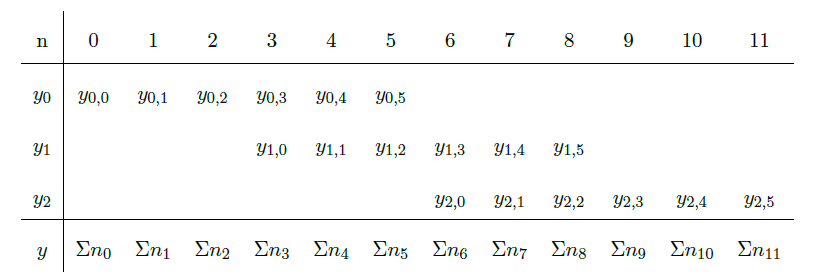 n 0 1 2 3 4 5 6 7 8 9 10 11
y₀ y₀,₀ y₀,₁ y₀,₂ y₀,₃ y₀,₄ y₀,₅
y₁ y₁,₀ y₁,₁ y₁,₂ y₁,₃ y₁,₄ y₁,₅
y₂ y₂,₀ y₂,₁ y₂,₂ y₂,₃ y₂,₄ y₂,₅
y Σn₀ Σn₁ Σn₂ Σn₃ Σn₄ Σn₅ Σn₆ Σn₇ Σn₈ Σn₉ Σn₁₀ Σn₁₁